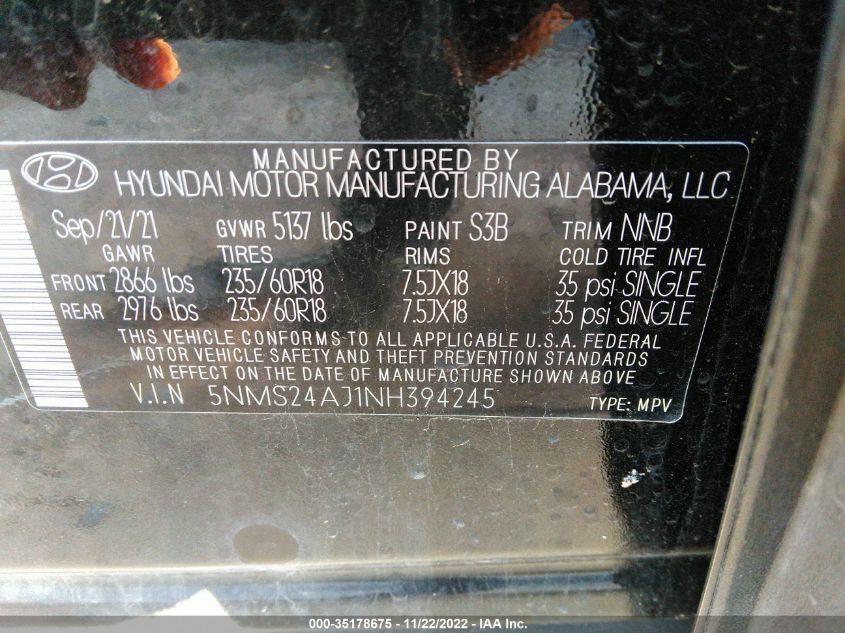 MANUFACTURED BY
HYUNDAI MOTOR MANUFACTURING ALABAMA, LLC
Sep/21/21 GVWR 5137 lbs PAINT S3B TRIM NNB
GAWR TIRES RIMS COLD TIRE INFL
FRONT 2866 lbs 235/60R18 7.5JX18 35 psi SINGLE
REAR 2976 lbs 235/60R18 7.5JX18 35 psi SINGLE
THIS VEHICLE CONFORMS TO ALL APPLICABLE U.S.A. FEDERAL
MOTOR VEHICLE SAFETY AND THEFT PREVENTION STANDARDS
IN EFFECT ON THE DATE OF MANUFACTURE SHOWN ABOVE.
V.I.N 5NMS24AJ1NH394245 TYPE: MPV
000-35178675 - 11/22/2022 - IAA Inc.